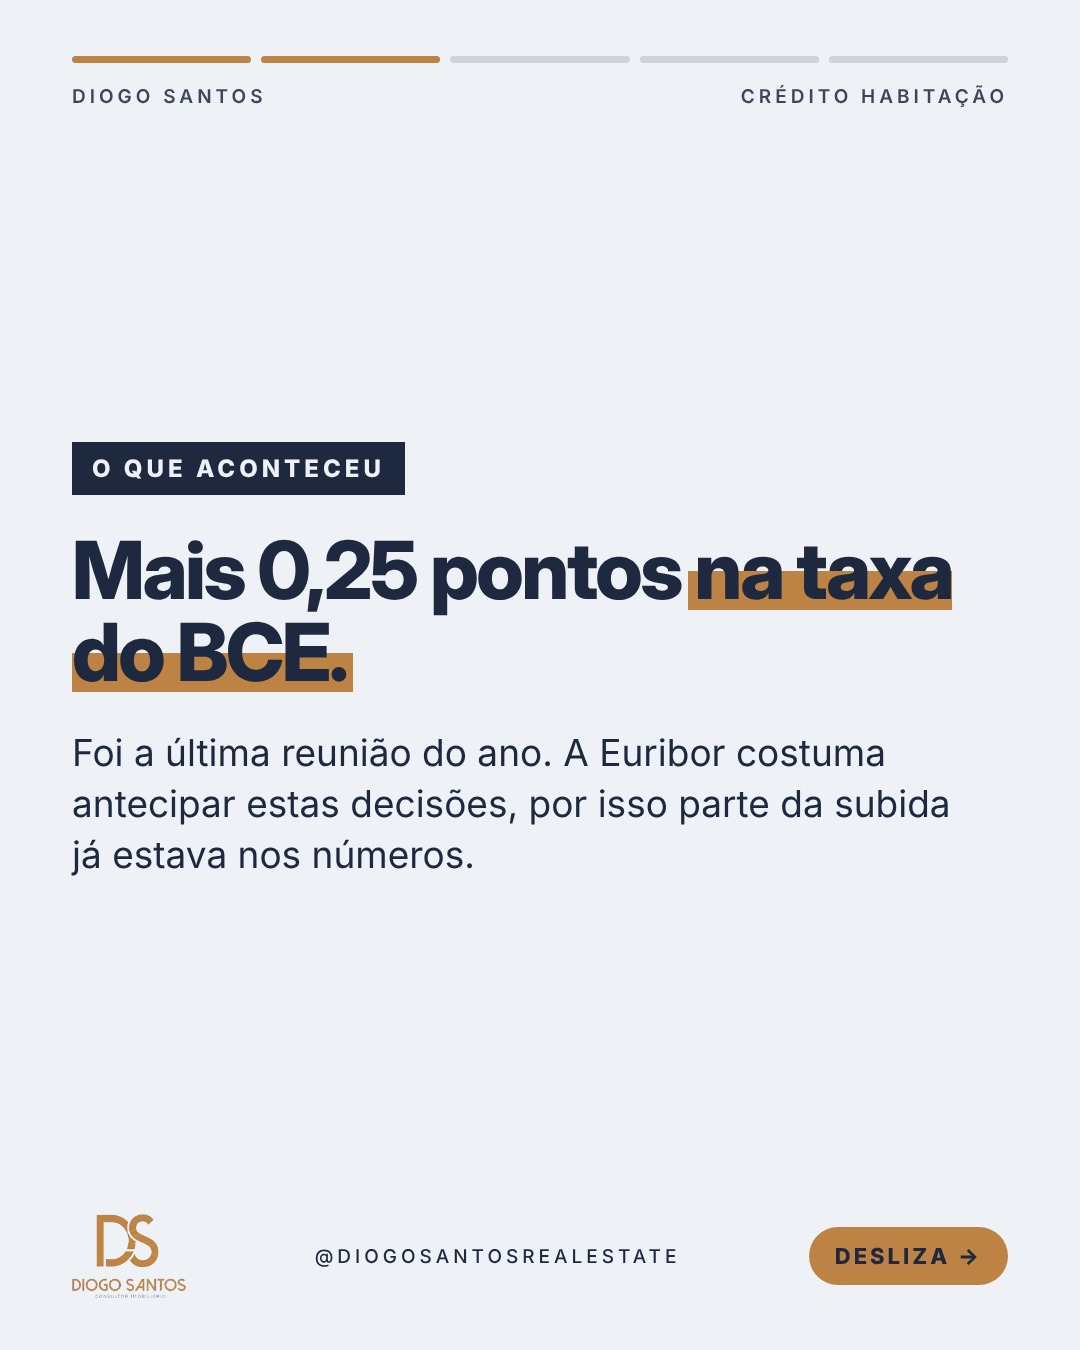 DIOGO SANTOS
CRÉDITO HABITAÇÃO
O QUE ACONTECEU
Mais 0,25 pontos na taxa
do BCE.
Foi a última reunião do ano. A Euribor costuma
antecipar estas decisões, por isso parte da subida
já estava nos números.
DS
DIOGO SANTOS
CONSULTOR IMOBILIÁRIO
@DIOGOSANTOSREALESTATE
DESLIZA →